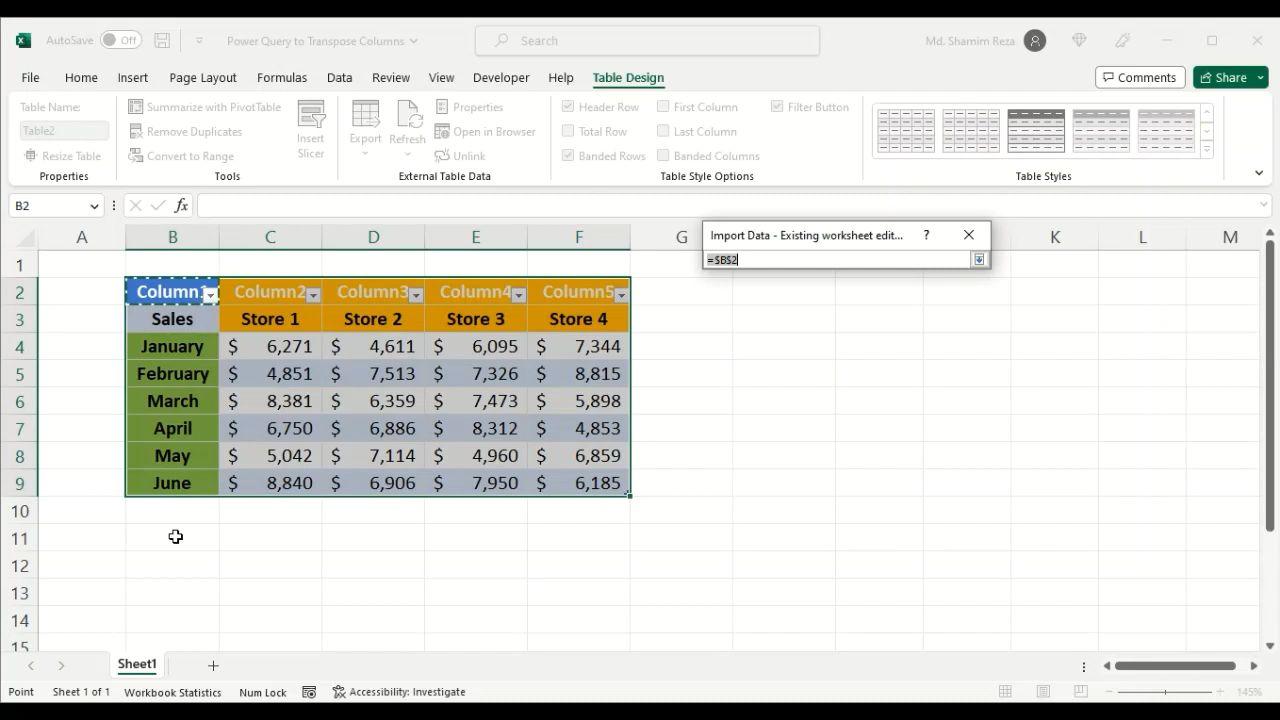 AutoSave Off Power Query to Transpose Columns Search Md. Shamim Reza
File Home Insert Page Layout Formulas Data Review View Developer Help Table Design Comments Share
Table Name: Summarize with PivotTable Properties Header Row First Column Filter Button
Table2 Remove Duplicates Insert Slicer Export Refresh Open in Browser Total Row Last Column
Resize Table Convert to Range Unlink Banded Rows Banded Columns
Properties Tools External Table Data Table Style Options Table Styles
B2 fx
Import Data - Existing worksheet edit... ?
=$B$2
A B C D E F G K L M
1
2 Column1 Column2 Column3 Column4 Column5
3 Sales Store 1 Store 2 Store 3 Store 4
4 January $ 6,271 $ 4,611 $ 6,095 $ 7,344
5 February $ 4,851 $ 7,513 $ 7,326 $ 8,815
6 March $ 8,381 $ 6,359 $ 7,473 $ 5,898
7 April $ 6,750 $ 6,886 $ 8,312 $ 4,853
8 May $ 5,042 $ 7,114 $ 4,960 $ 6,859
9 June $ 8,840 $ 6,906 $ 7,950 $ 6,185
10
11
12
13
14
15
Sheet1
Point Sheet 1 of 1 Workbook Statistics Num Lock Accessibility: Investigate 145%